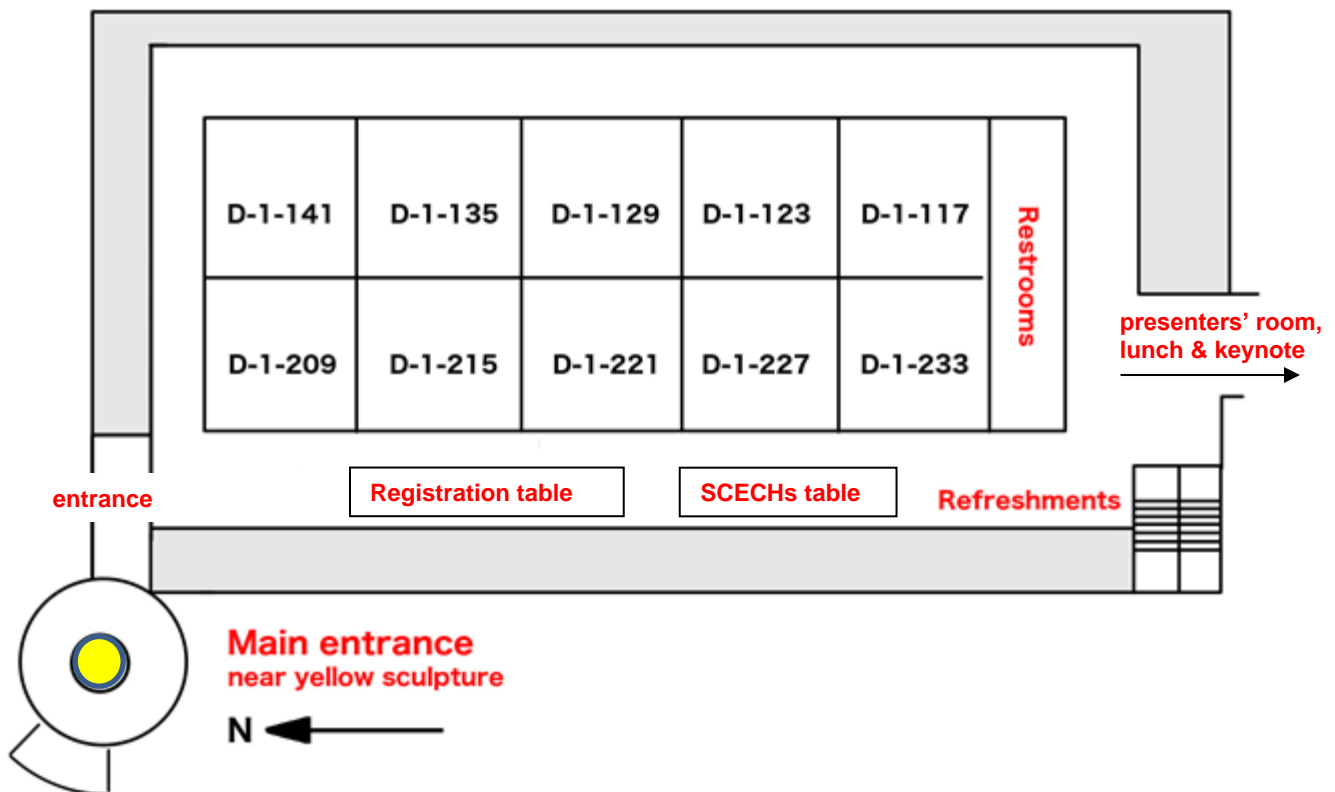 D-1-141
D-1-135
D-1-129
D-1-123
D-1-117
Restrooms
D-1-209
D-1-215
D-1-221
D-1-227
D-1-233
presenters’ room,
lunch & keynote
entrance
Registration table
SCECHs table
Refreshments
Main entrance
near yellow sculpture
N